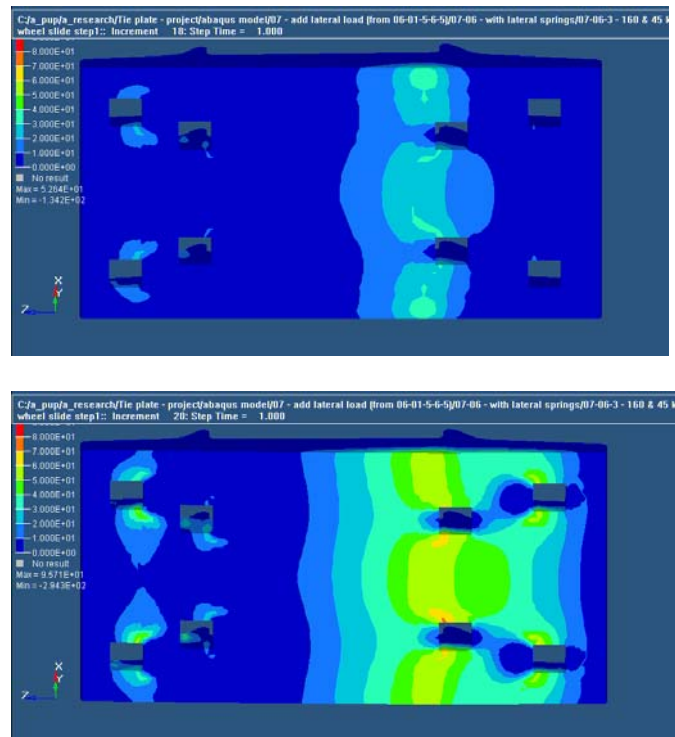 C:/a_pup/a_research/Tie plate - project/abaqus model/07 - add lateral load (from 06-01-5-6-5)/07-06 - with lateral springs/07-06-3 - 160 & 45 k
wheel slide step1:: Increment 18: Step Time = 1.000
8.000E+01
7.000E+01
6.000E+01
5.000E+01
4.000E+01
3.000E+01
2.000E+01
1.000E+01
0.000E+00
No result
Max = 5.264E+01
Min = -1.342E+02
X
Y
Z
C:/a_pup/a_research/Tie plate - project/abaqus model/07 - add lateral load (from 06-01-5-6-5)/07-06 - with lateral springs/07-06-3 - 160 & 45 k
wheel slide step1:: Increment 20: Step Time = 1.000
8.000E+01
7.000E+01
6.000E+01
5.000E+01
4.000E+01
3.000E+01
2.000E+01
1.000E+01
0.000E+00
No result
Max = 9.571E+01
Min = -2.943E+02
X
Y
Z